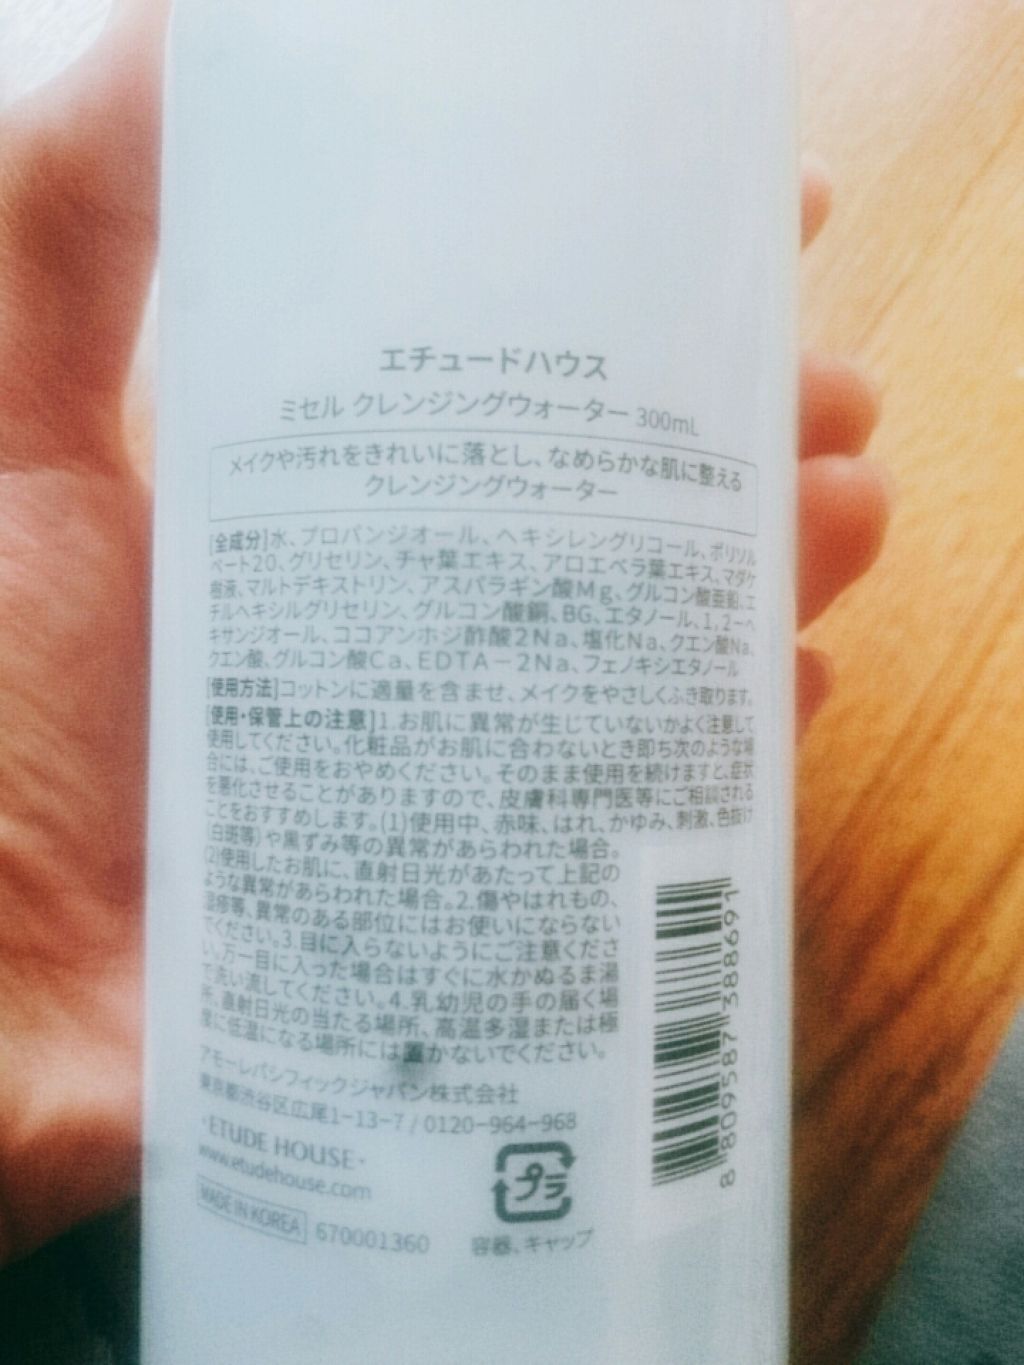 エチュードハウス
ミセル クレンジングウォーター 300mL
メイクや汚れをきれいに落とし、なめらかな肌に整える
クレンジングウォーター
[全成分]水、プロパンジオール、ヘキシレングリコール、ポリソル
ベート20、グリセリン、チャ葉エキス、アロエベラ葉エキス、マダケ
樹液、マルトデキストリン、アスパラギン酸Mg、グルコン酸亜鉛、エ
チルヘキシルグリセリン、グルコン酸銅、BG、エタノール、1,2-ヘ
キサンジオール、ココアンホジ酢酸2Na、塩化Na、クエン酸Na、
クエン酸、グルコン酸Ca、EDTA-2Na、フェノキシエタノール
[使用方法]コットンに適量を含ませ、メイクをやさしくふき取ります。
[使用・保管上の注意]1.お肌に異常が生じていないかよく注意して
使用してください。化粧品がお肌に合わないとき即ち次のような場
合には、ご使用をおやめください。そのまま使用を続けますと、症状
を悪化させることがありますので、皮膚科専門医等にご相談される
ことをおすすめします。(1)使用中、赤味、はれ、かゆみ、刺激、色抜け
(白斑等)や黒ずみ等の異常があらわれた場合。
(2)使用したお肌に、直射日光があたって上記の
ような異常があらわれた場合。2.傷やはれもの、
湿疹等、異常のある部位にはお使いにならない
でください。3.目に入らないようにご注意くださ
い。万一目に入った場合はすぐに水かぬるま湯
で洗い流してください。4.乳幼児の手の届く場
所、直射日光の当たる場所、高温多湿または極
度に低温になる場所には置かないでください。
アモーレパシフィックジャパン株式会社
東京都渋谷区広尾1-13-7 / 0120-964-968
·ETUDE HOUSE·
www.etudehouse.com
MADE IN KOREA 670001360
プラ
容器、キャップ
8 809587 388691